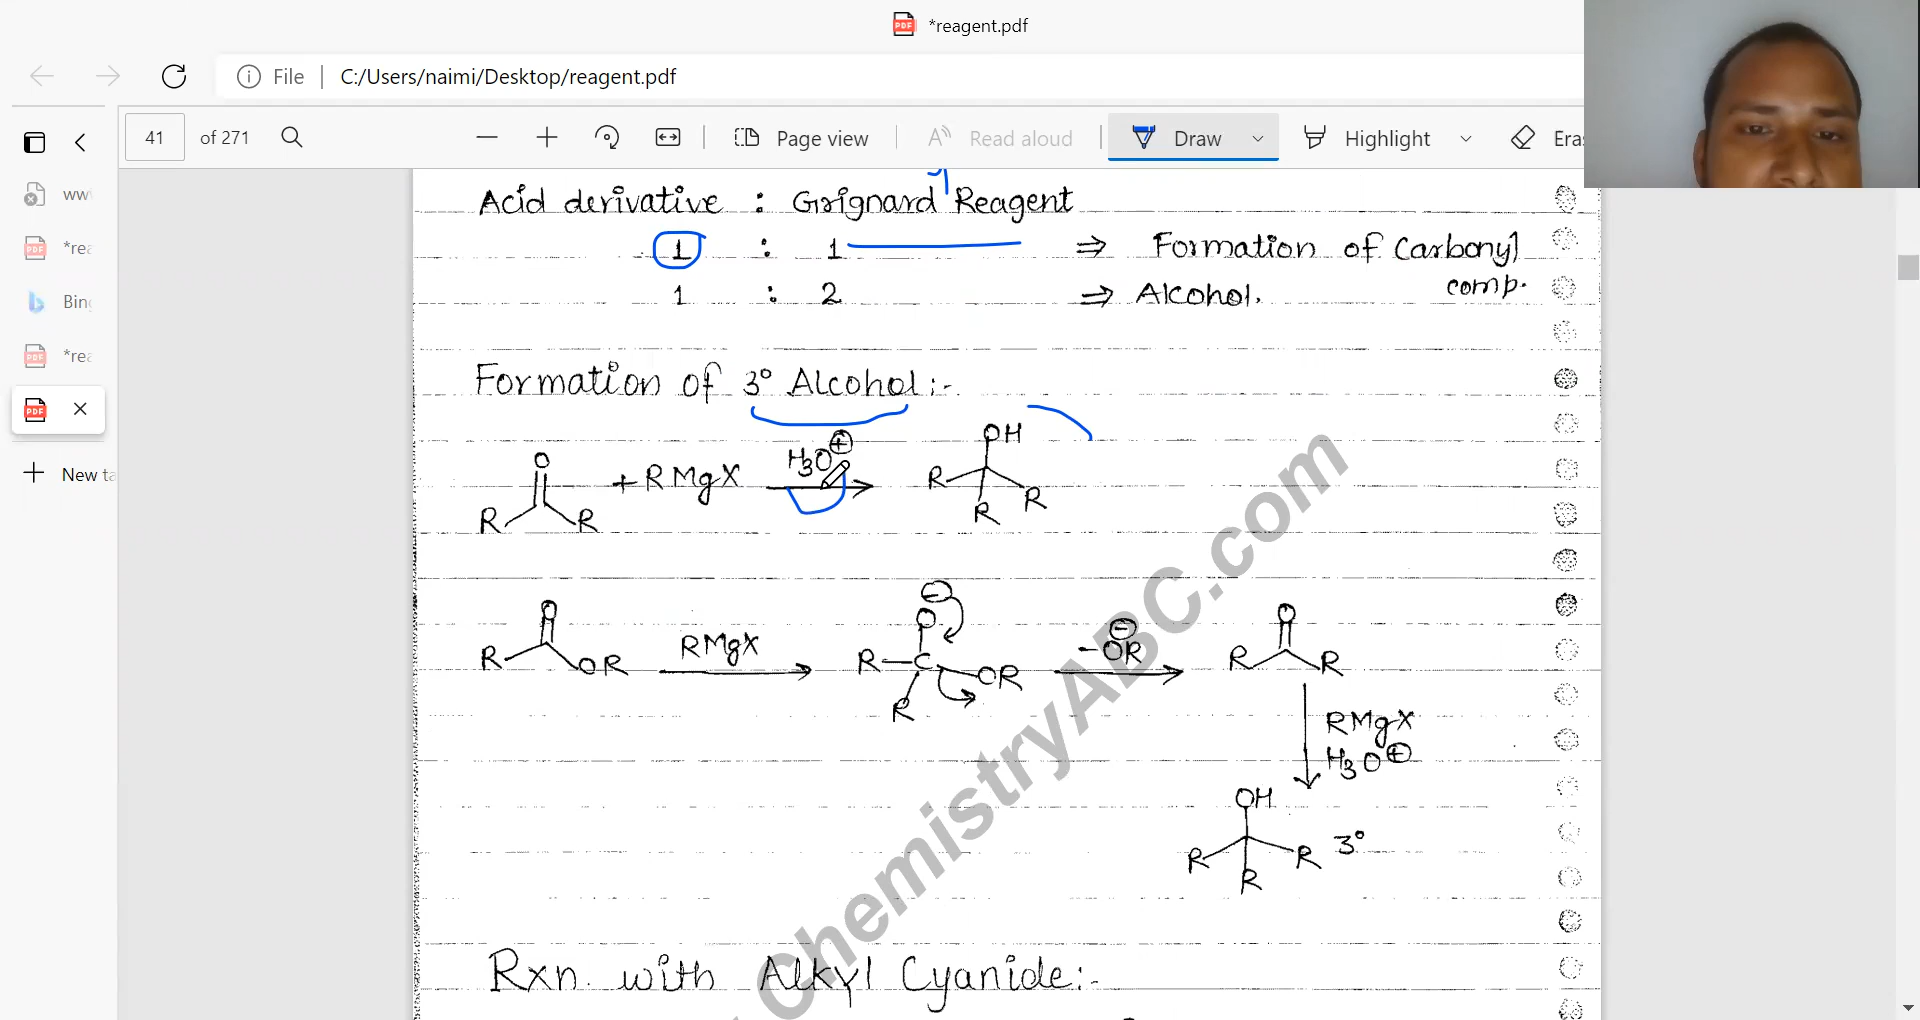 *reagent.pdf
File | C:/Users/naimi/Desktop/reagent.pdf
41 of 271 Page view Read aloud Draw Highlight
New
Acid derivative : Grignard Reagent
1 : 1 ⇒ Formation of Carbonyl comp.
1 : 2 ⇒ Alcohol.
Formation of 3° Alcohol:-
O R R + RMgX H3O⊕ OH R R R
O R OR RMgX ⊖ O R C OR R ⊖ -OR O R R
RMgX
H3O⊕
OH R R R 3°
Rxn. with Alkyl Cyanide:-
ChemistryABC.com